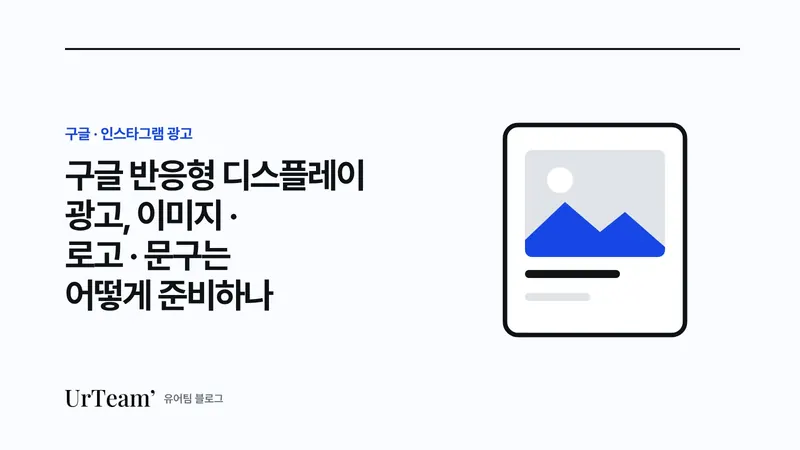 구글 · 인스타그램 광고
구글 반응형 디스플레이
광고, 이미지 ·
로고 · 문구는
어떻게 준비하나
UrTeam’ 유어팀 블로그